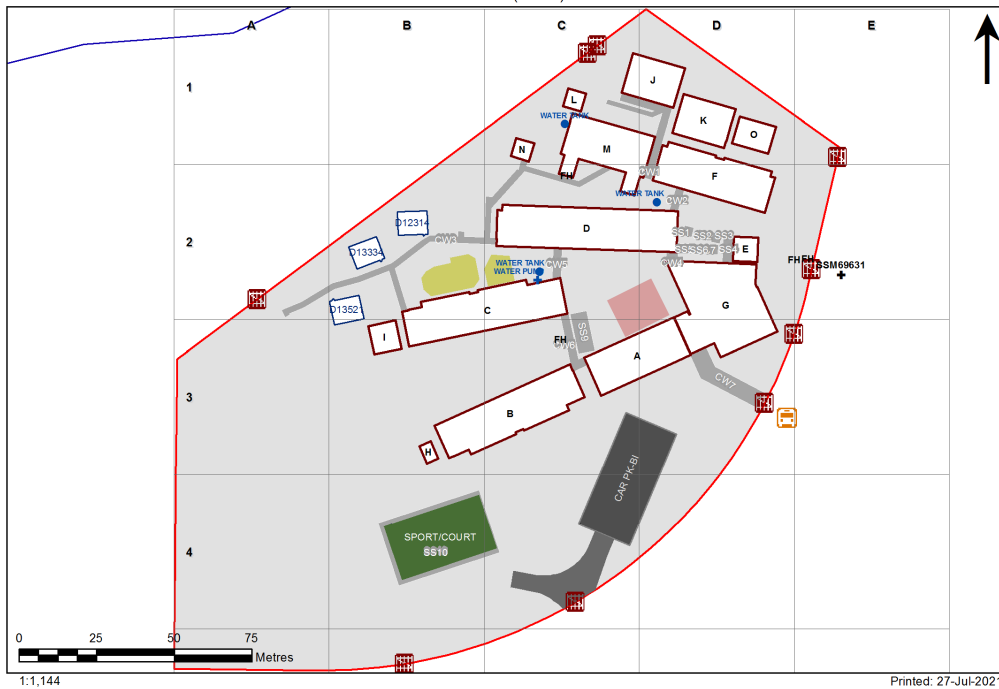 A B C D E
1
J
L
WATER TANK
K
O
N
M
FH
CW1
F
WATER TANK
CW2
D12314
2
CW3
D
SS1 SS2 SS3
SS4
E
D13334
CW4
WATER TANK
CW5
WATER PUMP
FH FH
SSM69631
D13521
C
G
I
SS9
FH
CW6
A
CW7
3
B
H
CAR PK-BI
SPORT/COURT
SS10
4
0 25 50 75
Metres
1:1,144
Printed: 27-Jul-2021